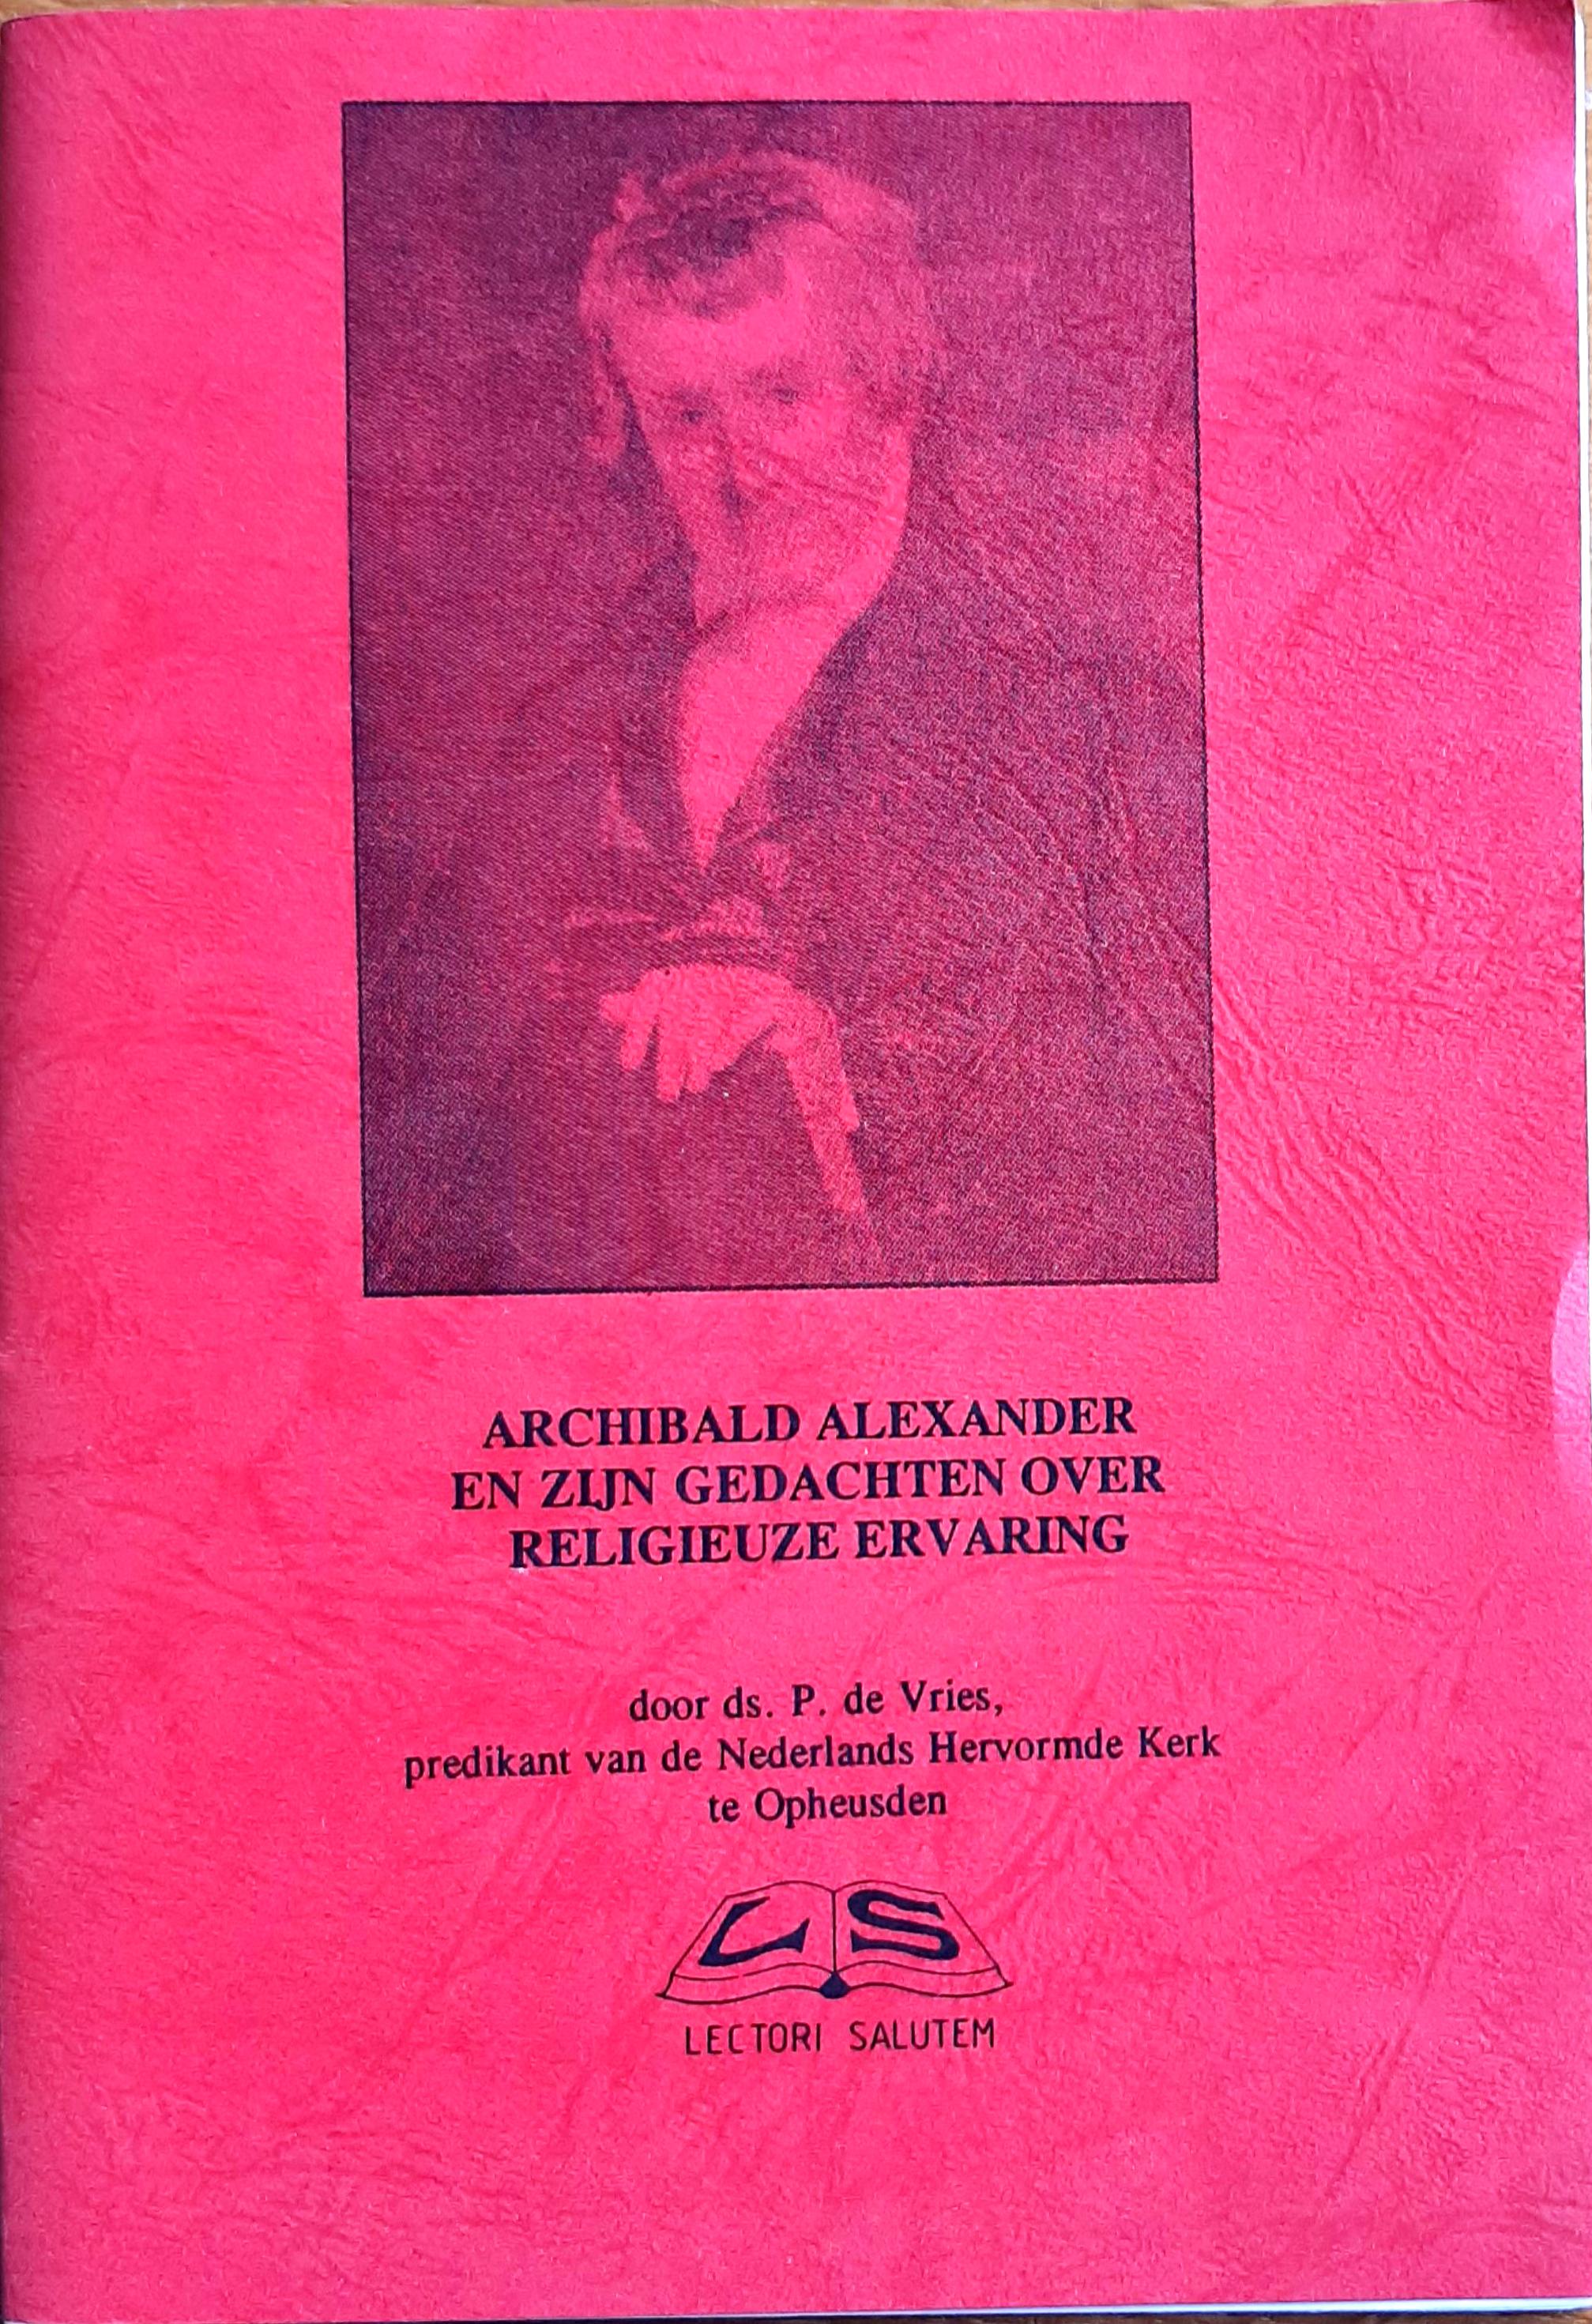 ARCHIBALD ALEXANDER
EN ZIJN GEDACHTEN OVER
RELIGIEUZE ERVARING
door ds. P. de Vries,
predikant van de Nederlands Hervormde Kerk
te Opheusden
L S
LECTORI SALUTEM